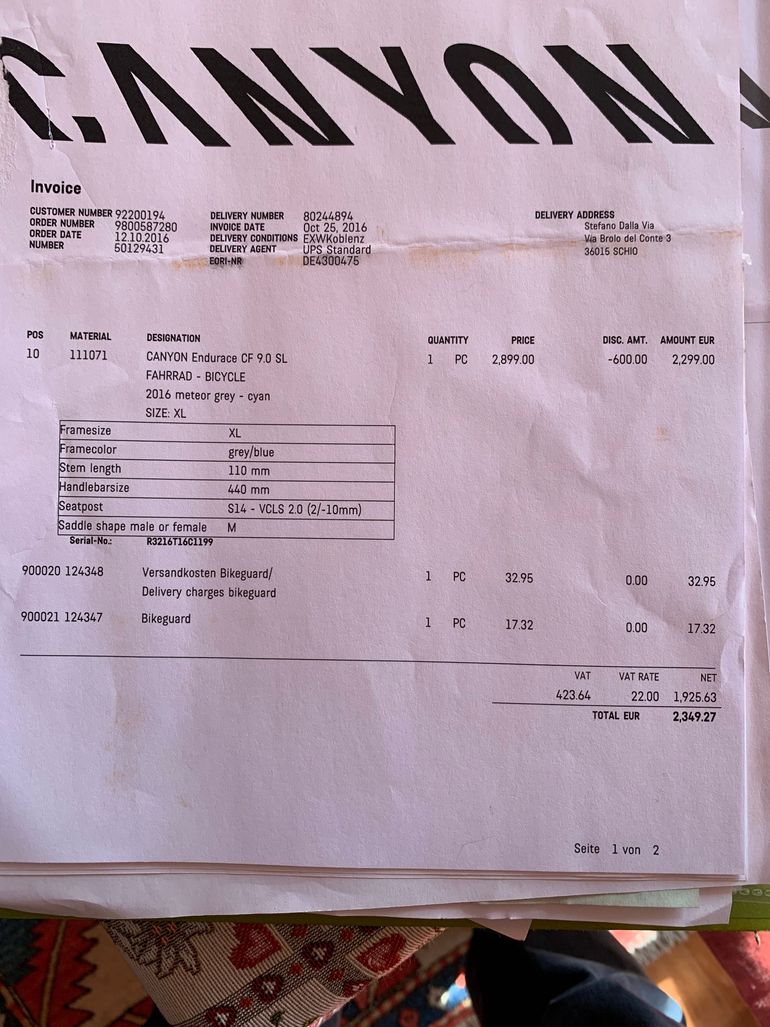 CANYON
Invoice
CUSTOMER NUMBER 92200194
ORDER NUMBER 9800587280
ORDER DATE 12.10.2016
NUMBER 50129431
DELIVERY NUMBER 80244894
INVOICE DATE Oct 25, 2016
DELIVERY CONDITIONS EXWKoblenz
DELIVERY AGENT UPS Standard
EORI-NR DE4300475
DELIVERY ADDRESS
Stefano Dalla Via
Via Brolo del Conte 3
36015 SCHIO
POS MATERIAL DESIGNATION QUANTITY PRICE DISC. AMT. AMOUNT EUR
10 111071 CANYON Endurace CF 9.0 SL 1 PC 2,899.00 -600.00 2,299.00
FAHRRAD - BICYCLE
2016 meteor grey - cyan
SIZE: XL
Framesize XL
Framecolor grey/blue
Stem length 110 mm
Handlebarsize 440 mm
Seatpost S14 - VCLS 2.0 (2/-10mm)
Saddle shape male or female M
Serial-No.: R3216T16C1199
900020 124348 Versandkosten Bikeguard/ 1 PC 32.95 0.00 32.95
Delivery charges bikeguard
900021 124347 Bikeguard 1 PC 17.32 0.00 17.32
VAT VAT RATE NET
423.64 22.00 1,925.63
TOTAL EUR 2,349.27
Seite 1 von 2